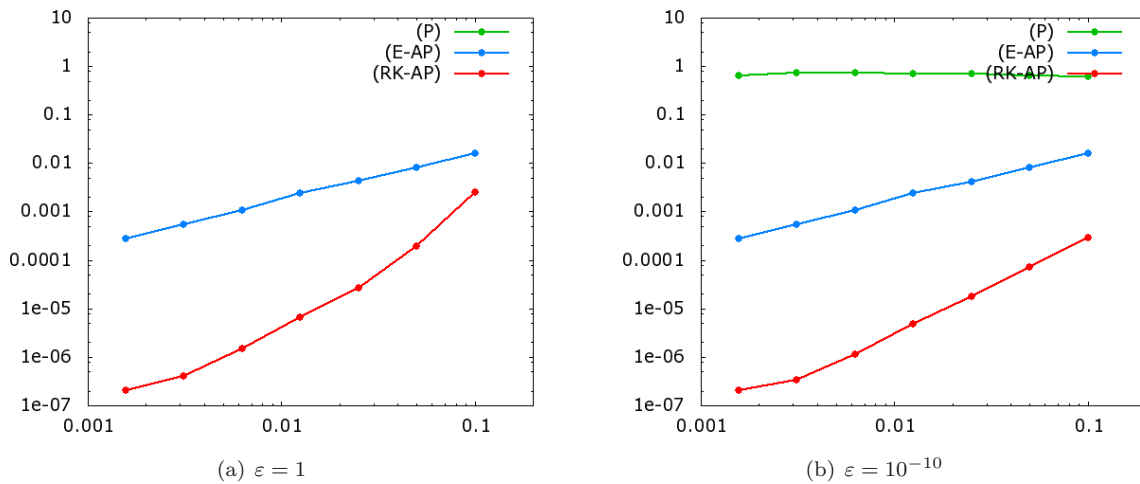 10
1
0.1
0.01
0.001
0.0001
1e-05
1e-06
1e-07
0.001
0.01
0.1
(P)
(E-AP)
(RK-AP)
(a) ε = 1
10
1
0.1
0.01
0.001
0.0001
1e-05
1e-06
1e-07
0.001
0.01
0.1
(P)
(E-AP)
(RK-AP)
(b) ε = 10⁻¹⁰